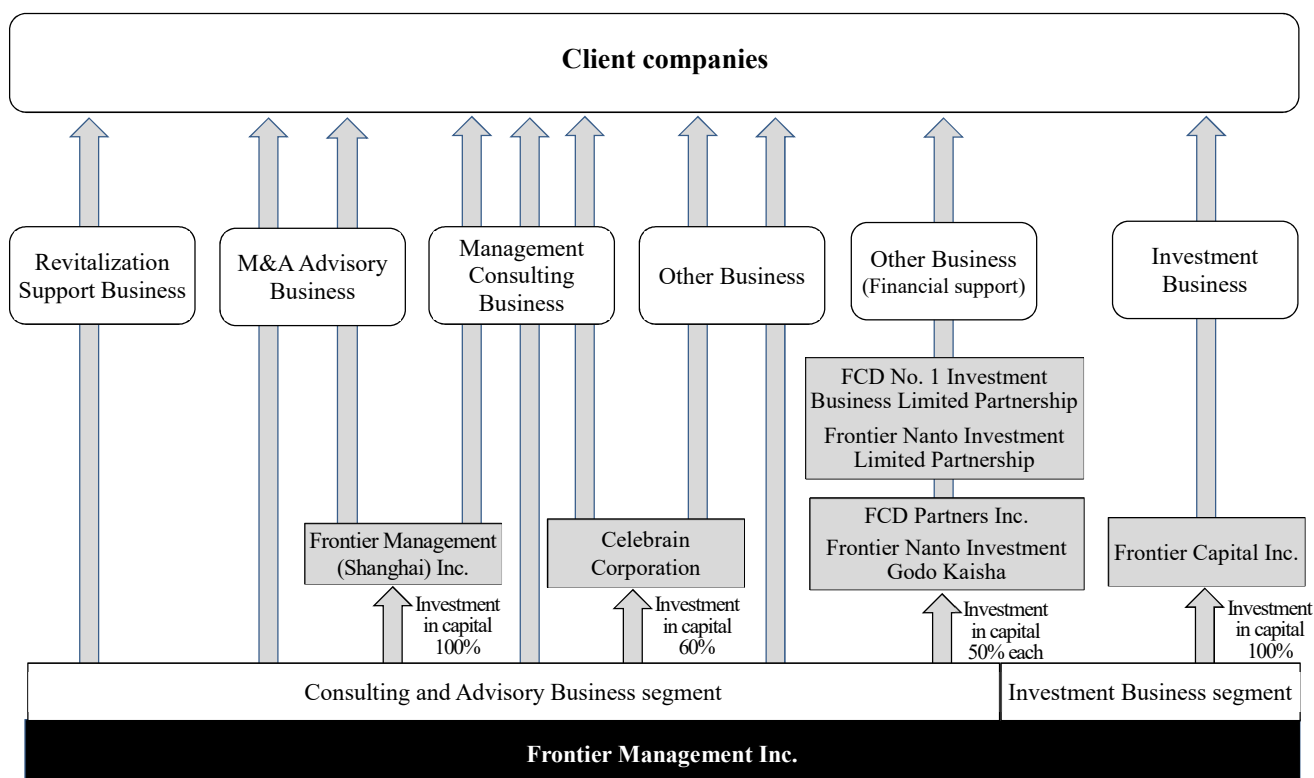 Client companies
Revitalization
Support Business
M&A Advisory
Business
Management
Consulting
Business
Other Business
Other Business
(Financial support)
Investment
Business
FCD No. 1 Investment
Business Limited Partnership
Frontier Nanto Investment
Limited Partnership
Frontier Management
(Shanghai) Inc.
Celebrain
Corporation
FCD Partners Inc.
Frontier Nanto Investment
Godo Kaisha
Frontier Capital Inc.
Investment
in capital
100%
Investment
in capital
60%
Investment
in capital
50% each
Investment
in capital
100%
Consulting and Advisory Business segment
Investment Business segment
Frontier Management Inc.